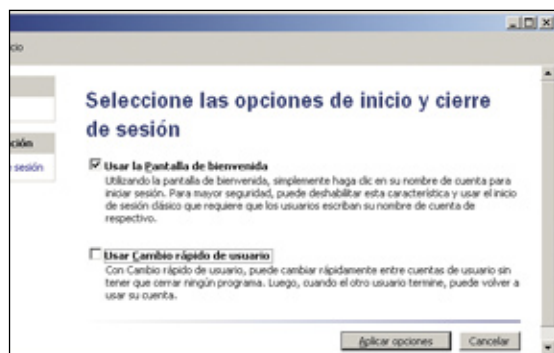 cio
ción
sesión
Seleccione las opciones de inicio y cierre
de sesión
Usar la Pantalla de bienvenida
Utilizando la pantalla de bienvenida, simplemente haga clic en su nombre de cuenta para
iniciar sesión. Para mayor seguridad, puede deshabilitar esta característica y usar el inicio
de sesión clásico que requiere que los usuarios escriban su nombre de cuenta de
respectivo.
Usar Cambio rápido de usuario
Con Cambio rápido de usuario, puede cambiar rápidamente entre cuentas de usuario sin
tener que cerrar ningún programa. Luego, cuando el otro usuario termine, puede volver a
usar su cuenta.
Aplicar opciones Cancelar